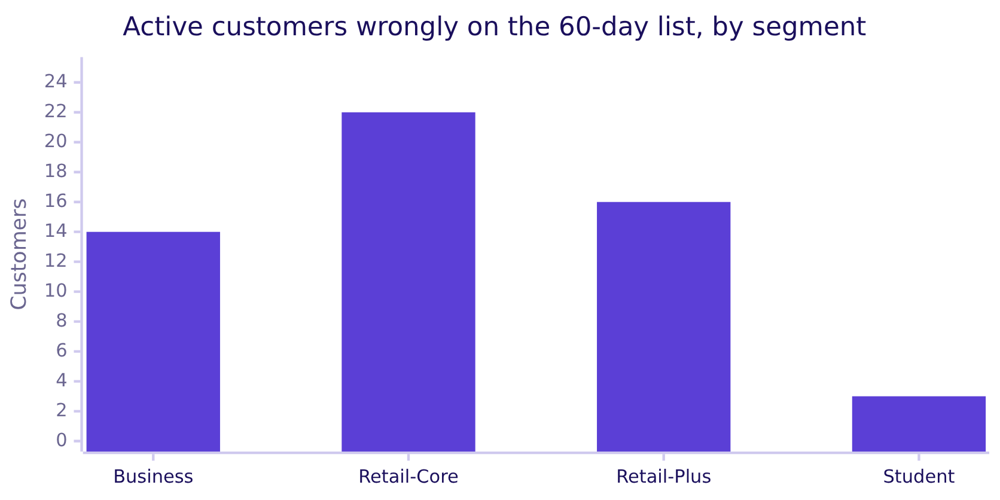 Active customers wrongly on the 60-day list, by segment
Customers
24
22
20
18
16
14
12
10
8
6
4
2
0
Business
Retail-Core
Retail-Plus
Student